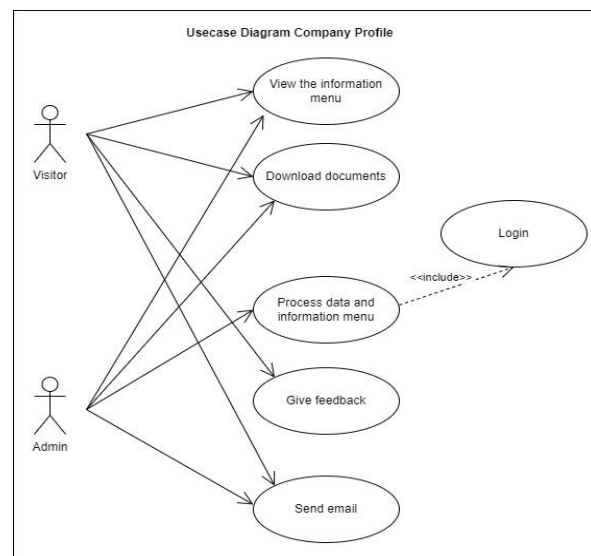 Usecase Diagram Company Profile
View the information
menu
Visitor
Download documents
Login
<<include>>
Process data and
information menu
Give feedback
Admin
Send email